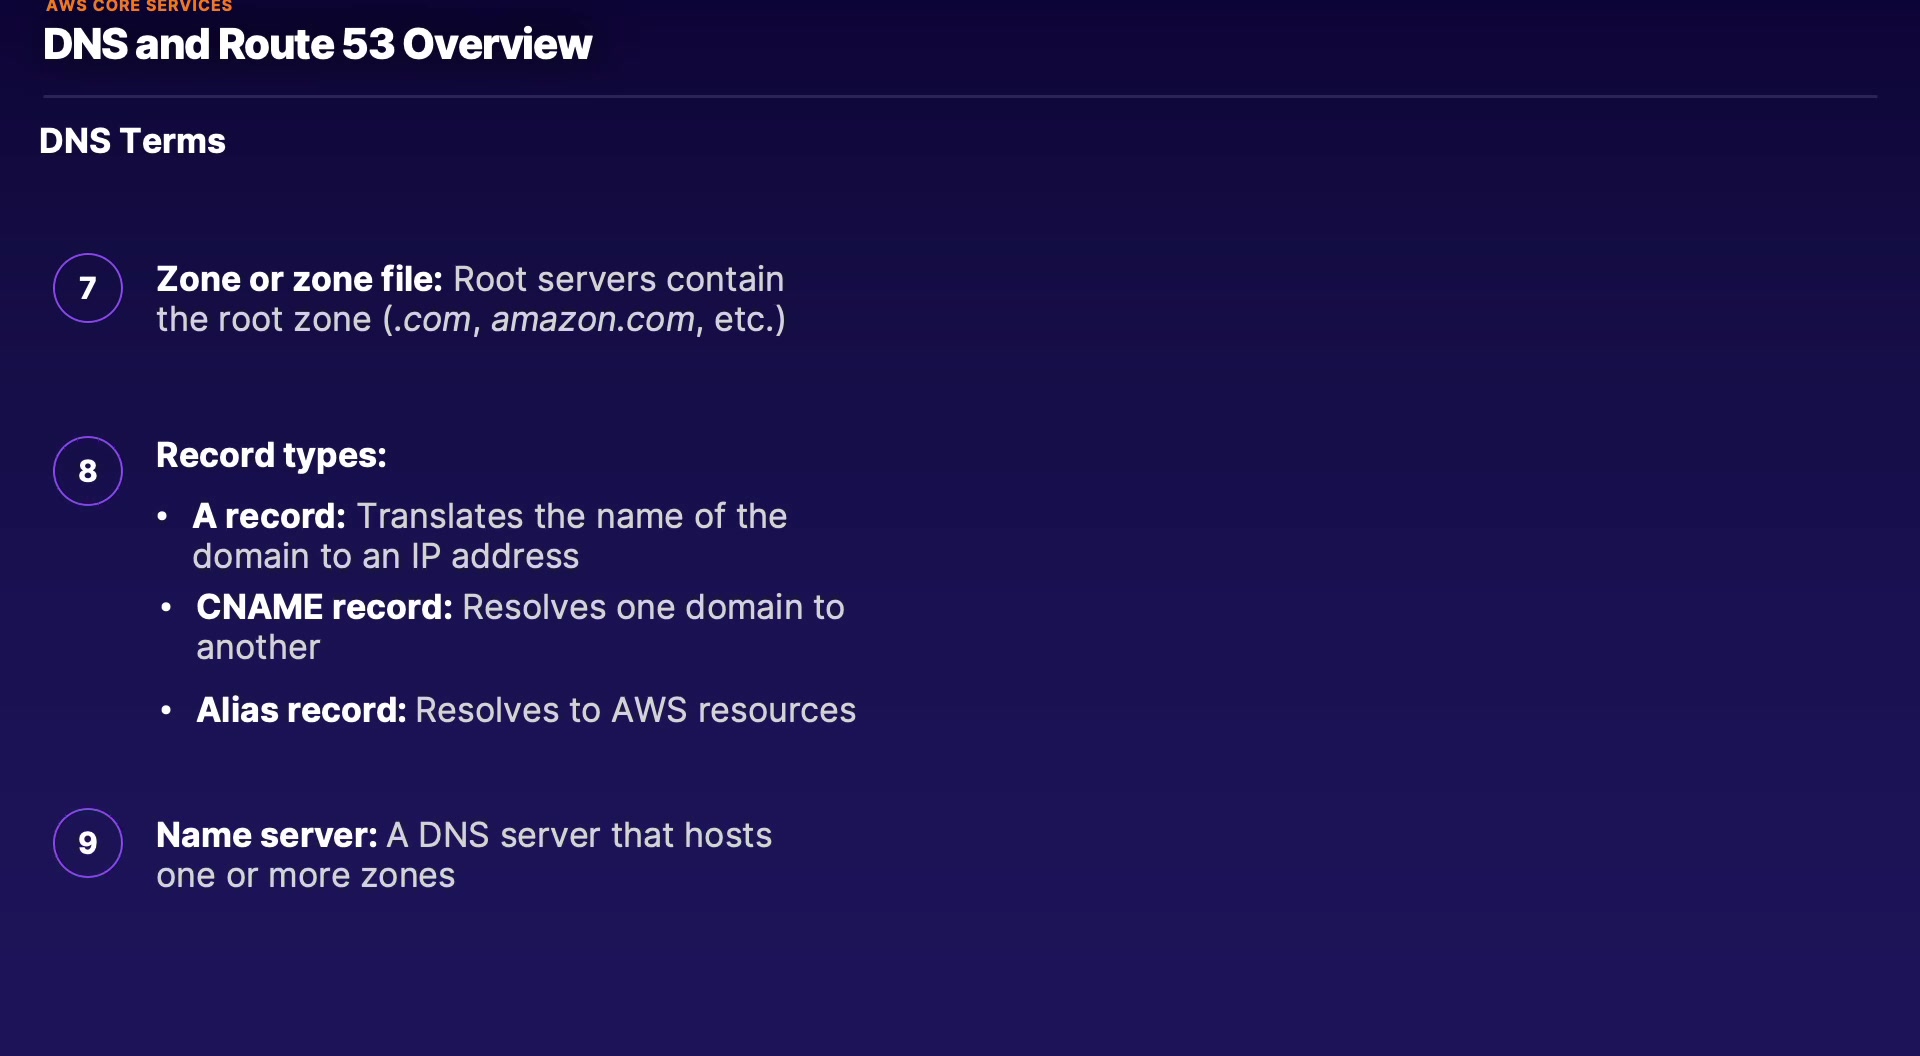 AWS CORE SERVICES
DNS and Route 53 Overview
DNS Terms
7
Zone or zone file: Root servers contain
the root zone (.com, amazon.com, etc.)
8
Record types:
• A record: Translates the name of the
domain to an IP address
• CNAME record: Resolves one domain to
another
• Alias record: Resolves to AWS resources
9
Name server: A DNS server that hosts
one or more zones